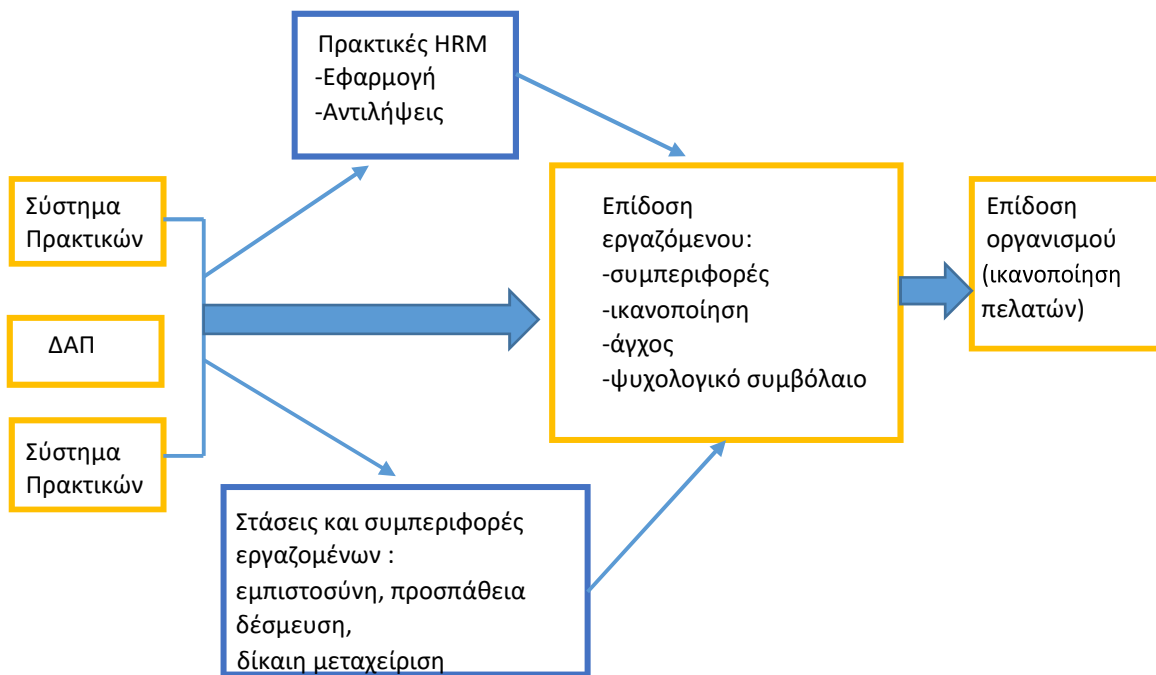 Πρακτικές HRM
-Εφαρμογή
-Αντιλήψεις
Σύστημα
Πρακτικών
ΔΑΠ
Σύστημα
Πρακτικών
Στάσεις και συμπεριφορές
εργαζομένων :
εμπιστοσύνη, προσπάθεια
δέσμευση,
δίκαιη μεταχείριση
Επίδοση
εργαζόμενου:
-συμπεριφορές
-ικανοποίηση
-άγχος
-ψυχολογικό συμβόλαιο
Επίδοση
οργανισμού
(ικανοποίηση
πελατών)